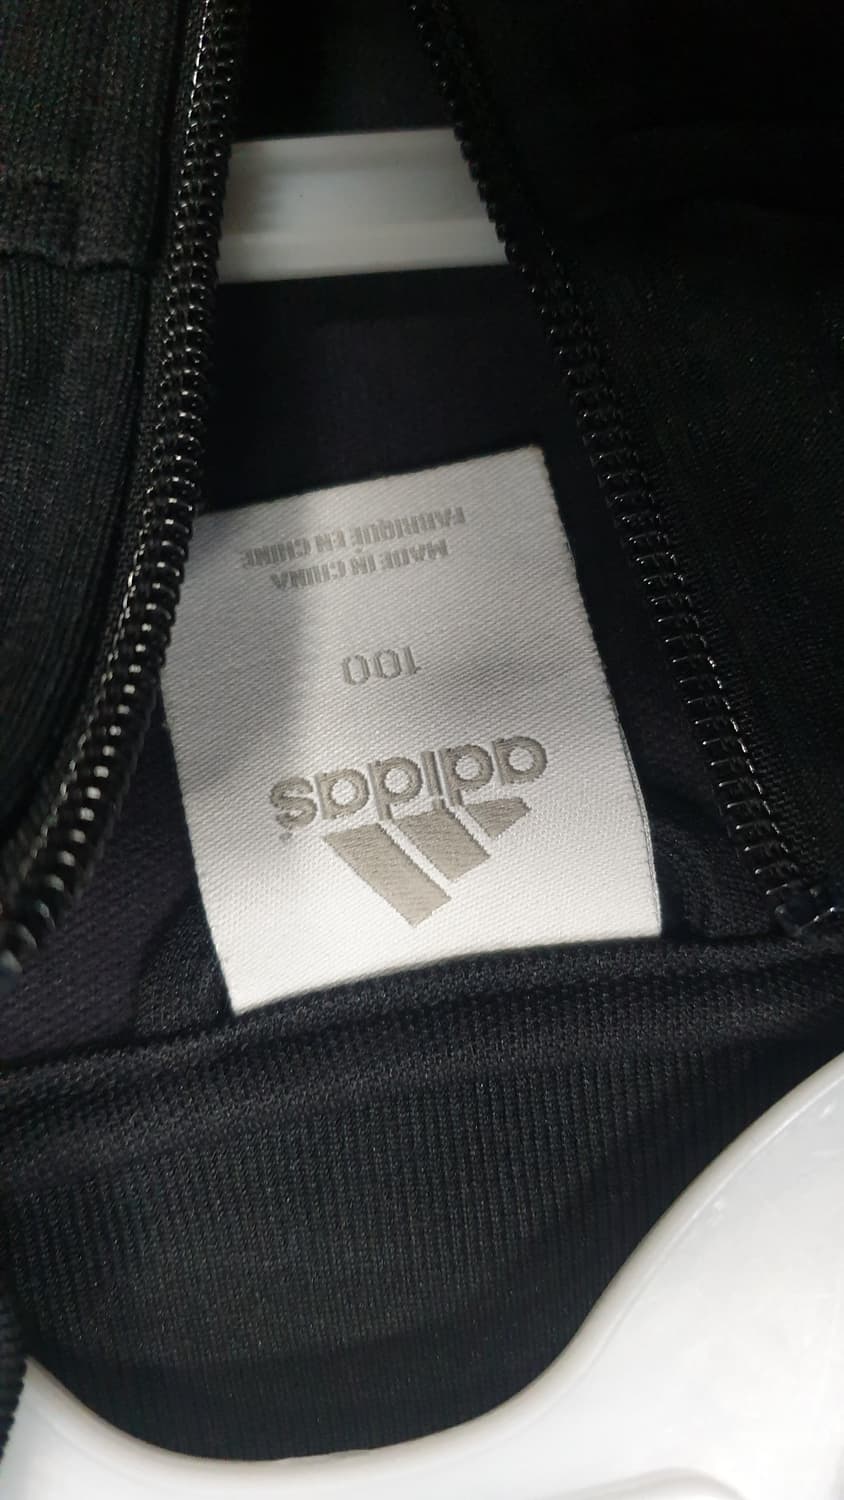 adidas
100
MADE IN CHINA
FABRIQUÉ EN CHINE